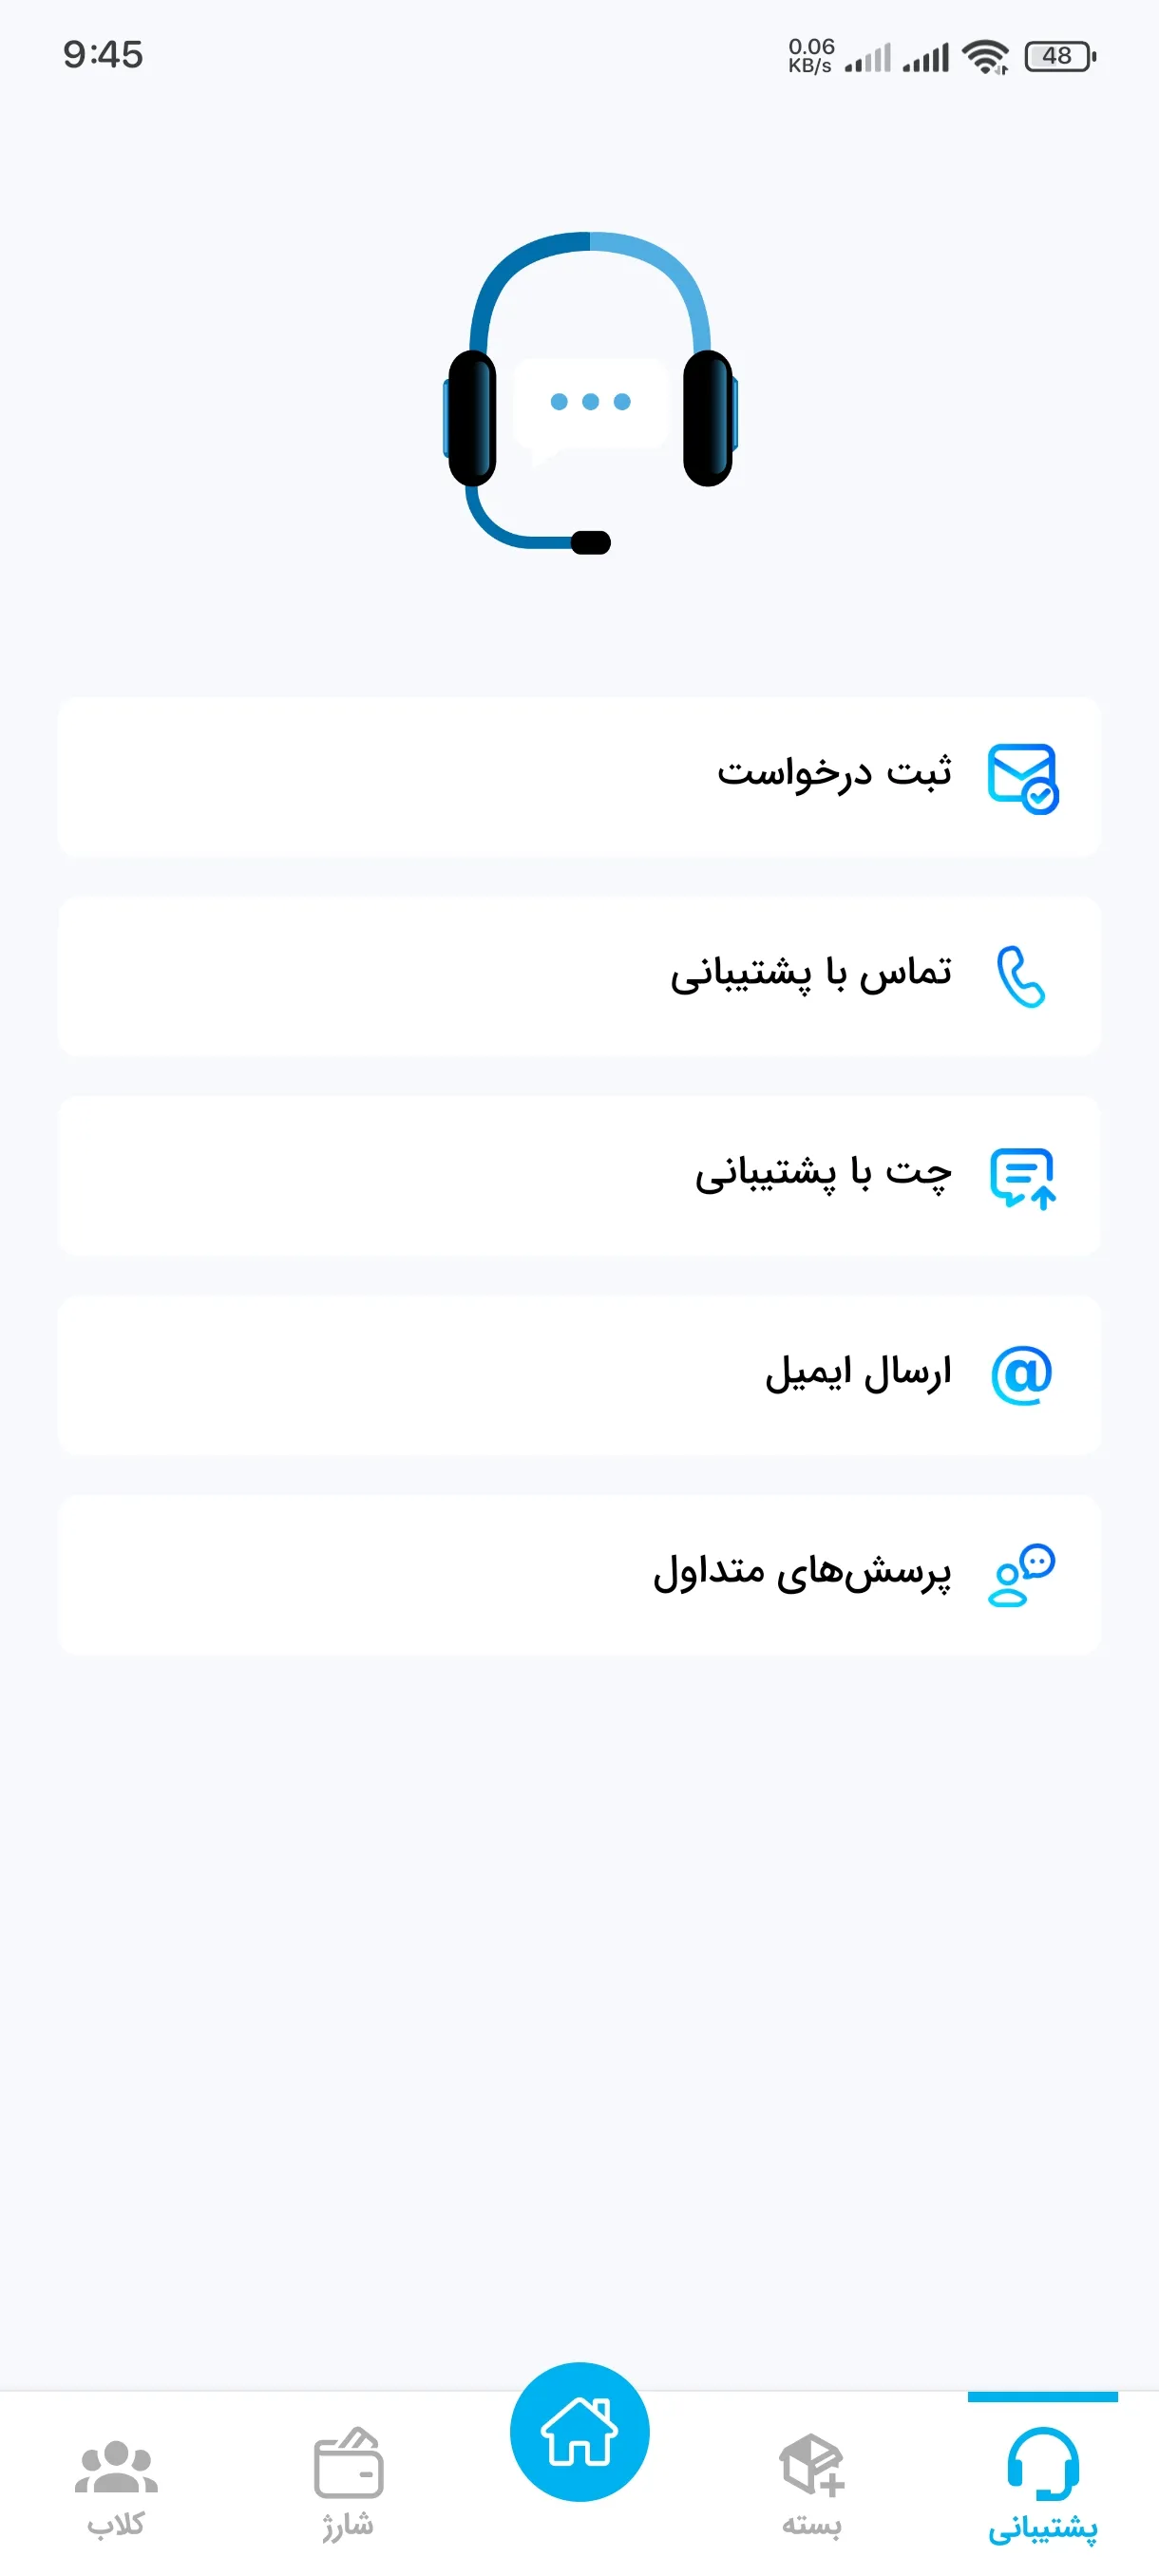 9:45
0.06
KB/s
48
ثبت درخواست
تماس با پشتیبانی
چت با پشتیبانی
ارسال ایمیل
پرسش‌های متداول
پشتیبانی
بسته
شارژ
کلاب